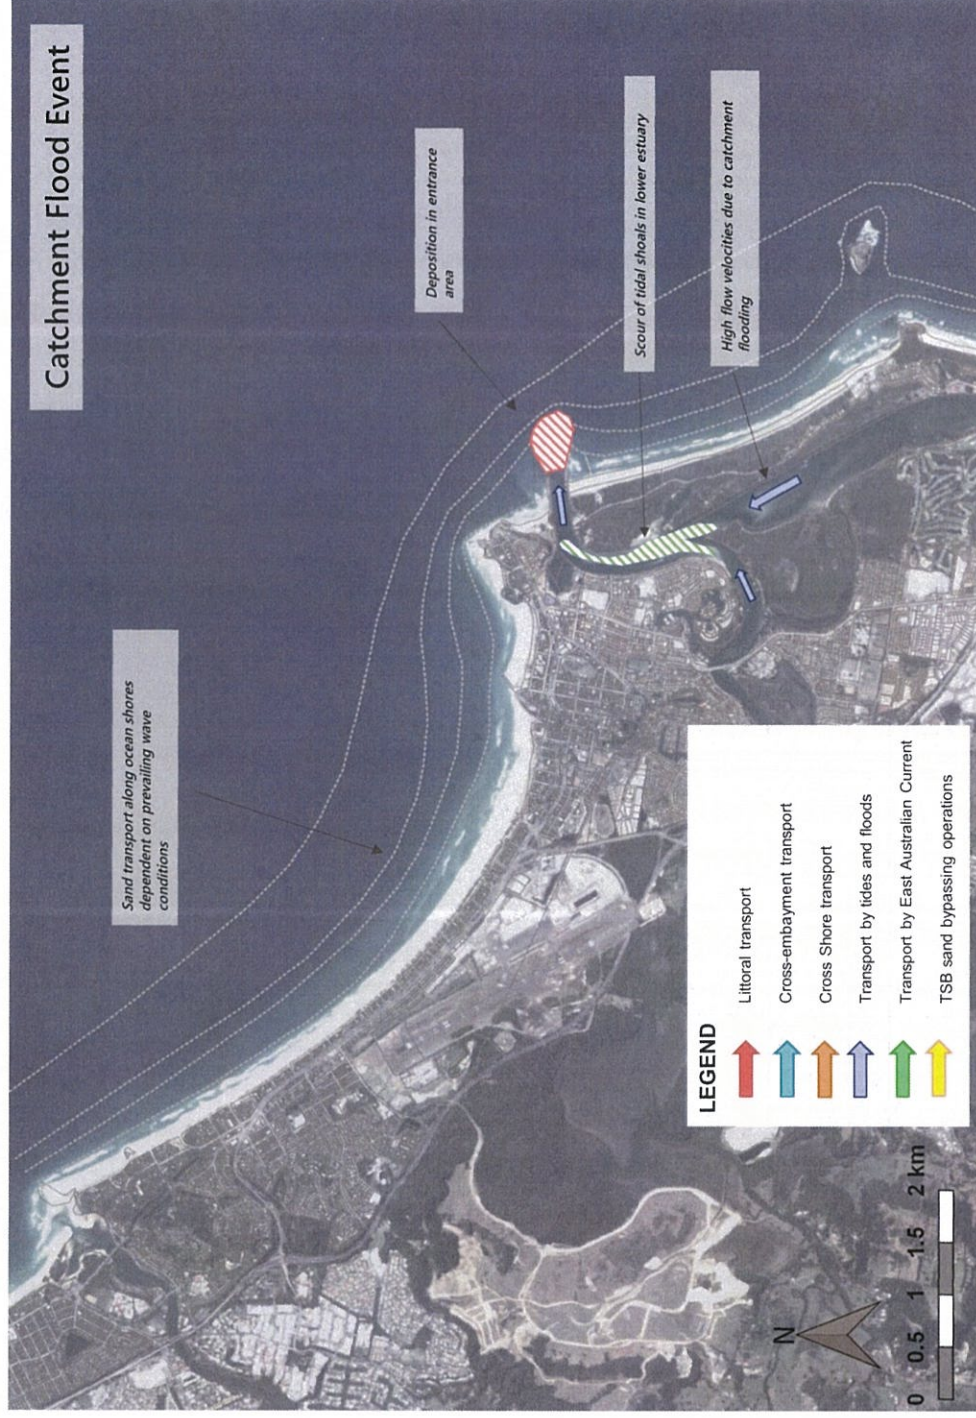 Catchment Flood Event
Sand transport along ocean shores
dependent on prevailing wave
conditions
Deposition in entrance
area
Scour of tidal shoals in lower estuary
High flow velocities due to catchment
flooding
LEGEND
Littoral transport
Cross-embayment transport
Cross Shore transport
Transport by tides and floods
Transport by East Australian Current
TSB sand bypassing operations
N
0 0.5 1 1.5 2 km